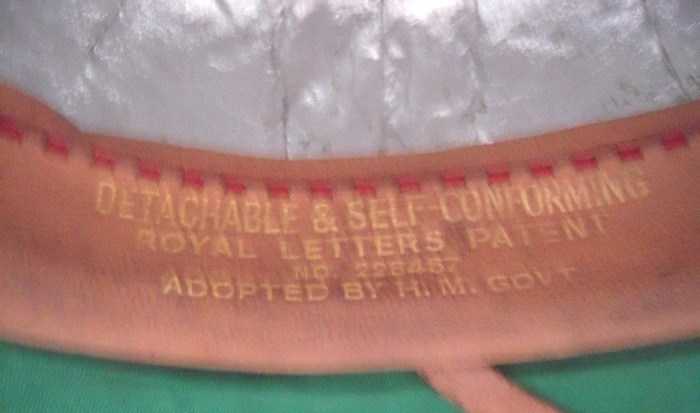 DETACHABLE & SELF-CONFORMING
ROYAL LETTERS PATENT
NO. 226467
ADOPTED BY H. M. GOVT